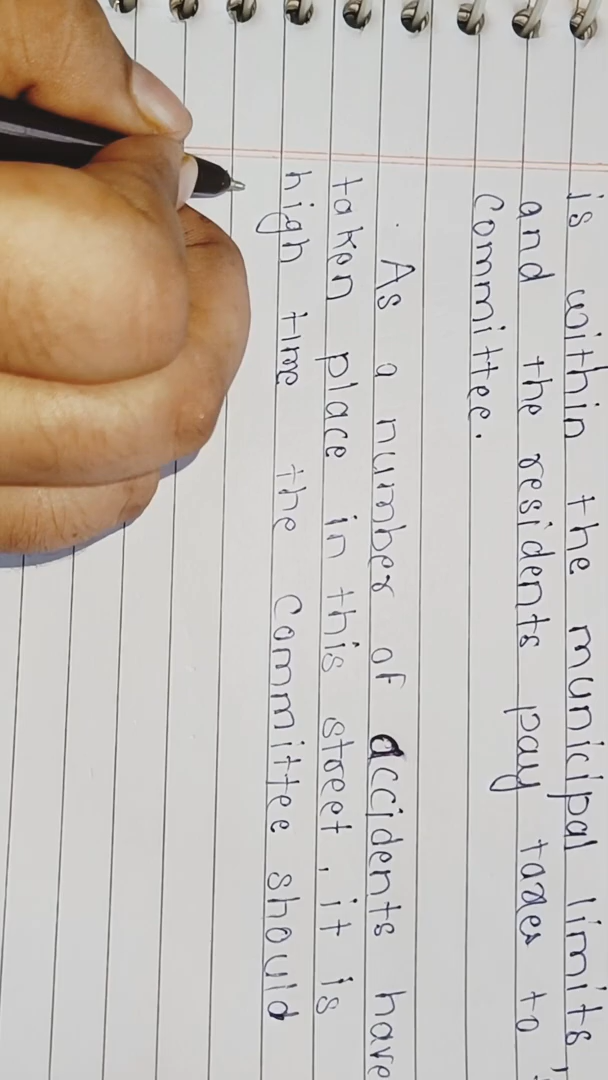 is within the municipal limits,
and the residents pay taxes to
committee.
As a number of accidents have
taken place in this street, it is
high time the Committee should